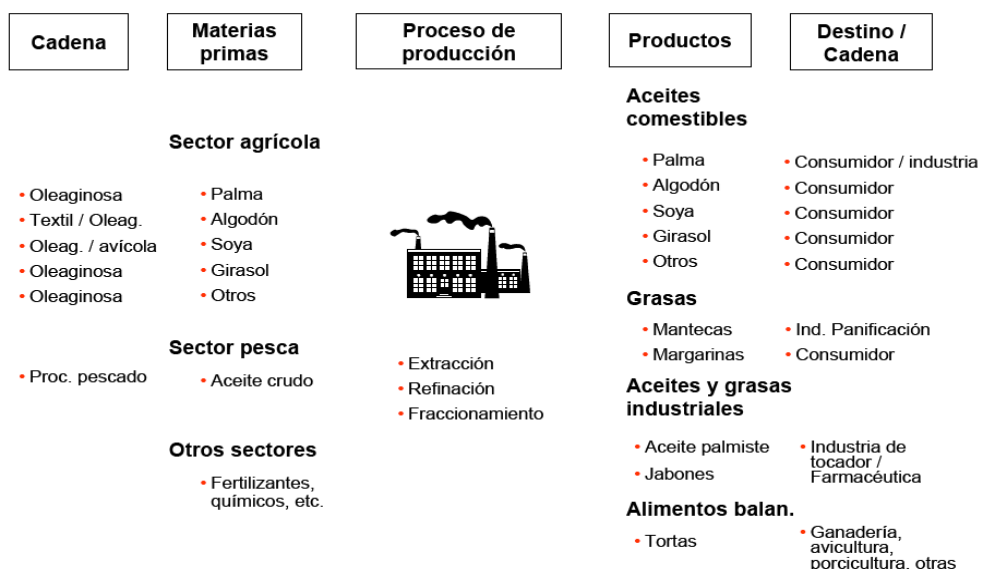 Cadena
Materias
primas
Proceso de
producción
Productos
Destino /
Cadena
• Oleaginosa
• Textil / Oleag.
• Oleag. / avícola
• Oleaginosa
• Oleaginosa
• Proc. pescado
Sector agrícola
• Palma
• Algodón
• Soya
• Girasol
• Otros
Sector pesca
• Aceite crudo
Otros sectores
• Fertilizantes,
químicos, etc.
• Extracción
• Refinación
• Fraccionamiento
Aceites
comestibles
• Palma
• Algodón
• Soya
• Girasol
• Otros
Grasas
• Mantecas
• Margarinas
Aceites y grasas
industriales
• Aceite palmiste
• Jabones
Alimentos balan.
• Tortas
• Consumidor / industria
• Consumidor
• Consumidor
• Consumidor
• Consumidor
• Ind. Panificación
• Consumidor
• Industria de
tocador /
Farmacéutica
• Ganadería,
avicultura,
porcicultura, otras